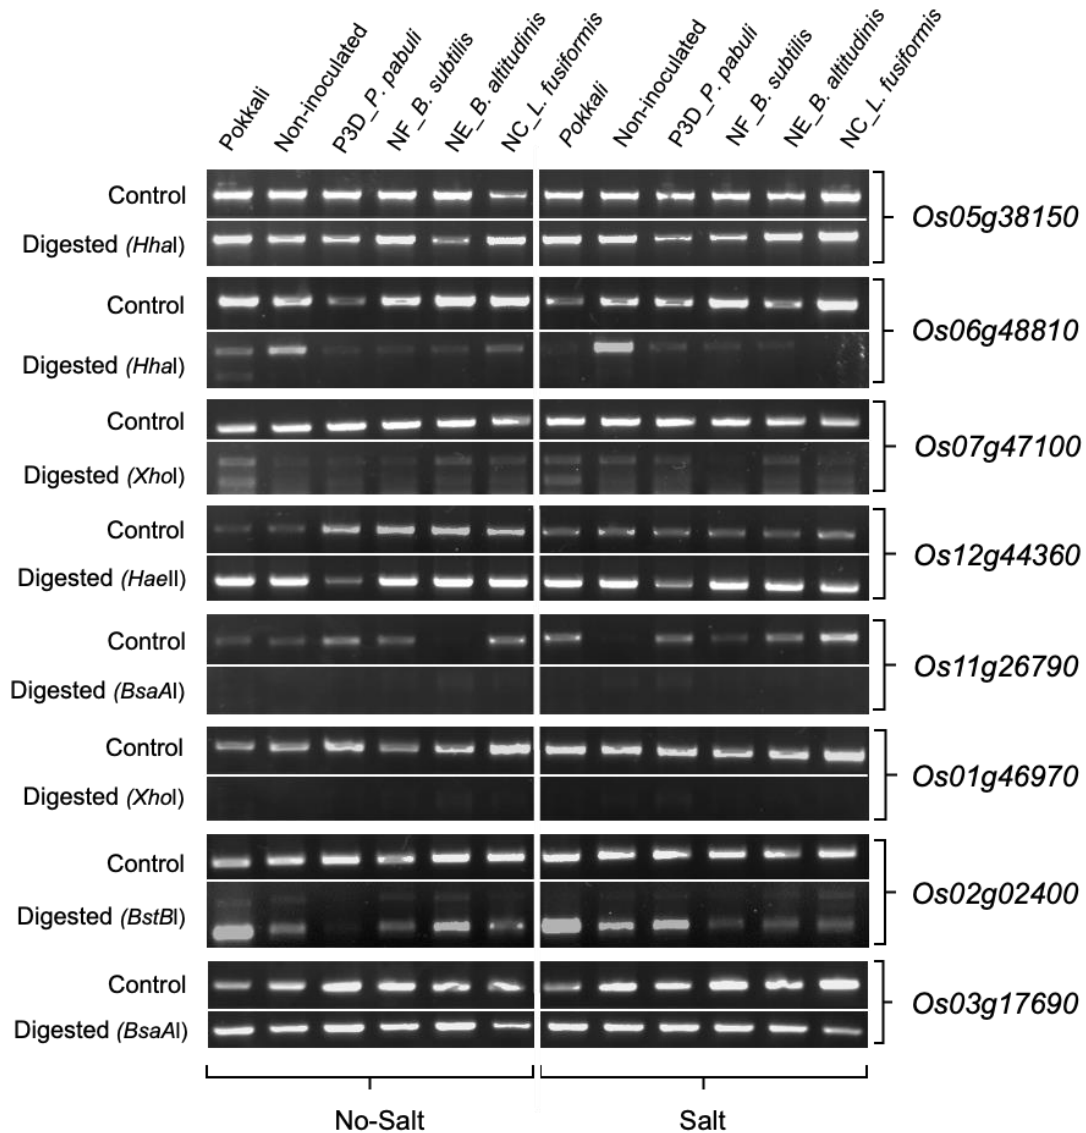 Pokkali
Non-inoculated
P3D_P. pabuli
NF_B. subtilis
NE_B. altitudinis
NC_L. fusiformis
Pokkali
Non-inoculated
P3D_P. pabuli
NF_B. subtilis
NE_B. altitudinis
NC_L. fusiformis
Control
Digested (HhaI)
Os05g38150
Control
Digested (HhaI)
Os06g48810
Control
Digested (XhoI)
Os07g47100
Control
Digested (HaeII)
Os12g44360
Control
Digested (BsaAI)
Os11g26790
Control
Digested (XhoI)
Os01g46970
Control
Digested (BstBI)
Os02g02400
Control
Digested (BsaAI)
Os03g17690
No-Salt
Salt